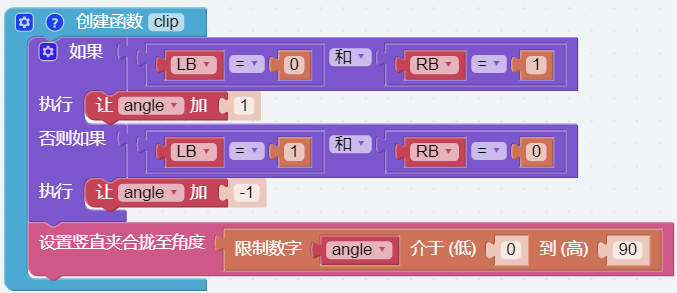 创建函数 clip
如果 LB = 0 和 RB = 1
执行 让 angle 加 1
否则如果 LB = 1 和 RB = 0
执行 让 angle 加 -1
设置竖直夹合拢至角度 限制数字 angle 介于 (低) 0 到 (高) 90